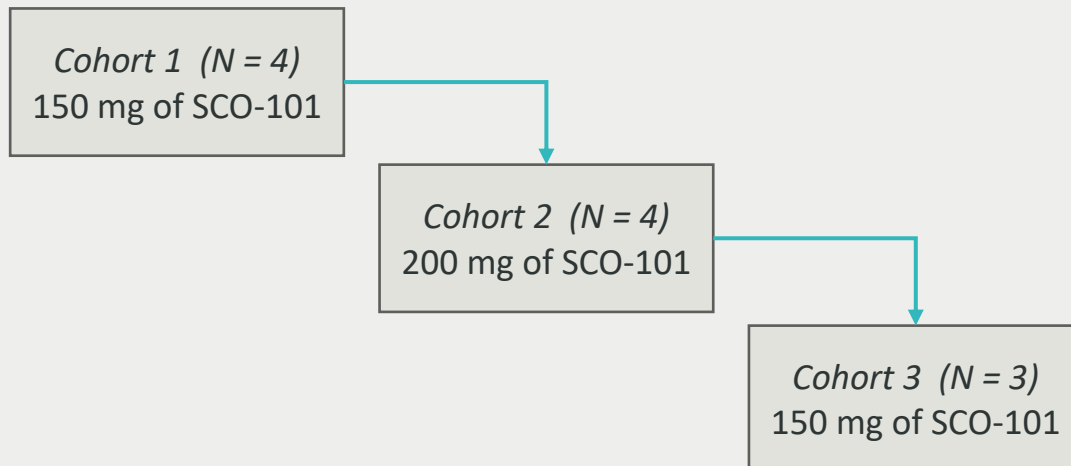 Cohort 1 (N = 4)
150 mg of SCO-101
Cohort 2 (N = 4)
200 mg of SCO-101
Cohort 3 (N = 3)
150 mg of SCO-101